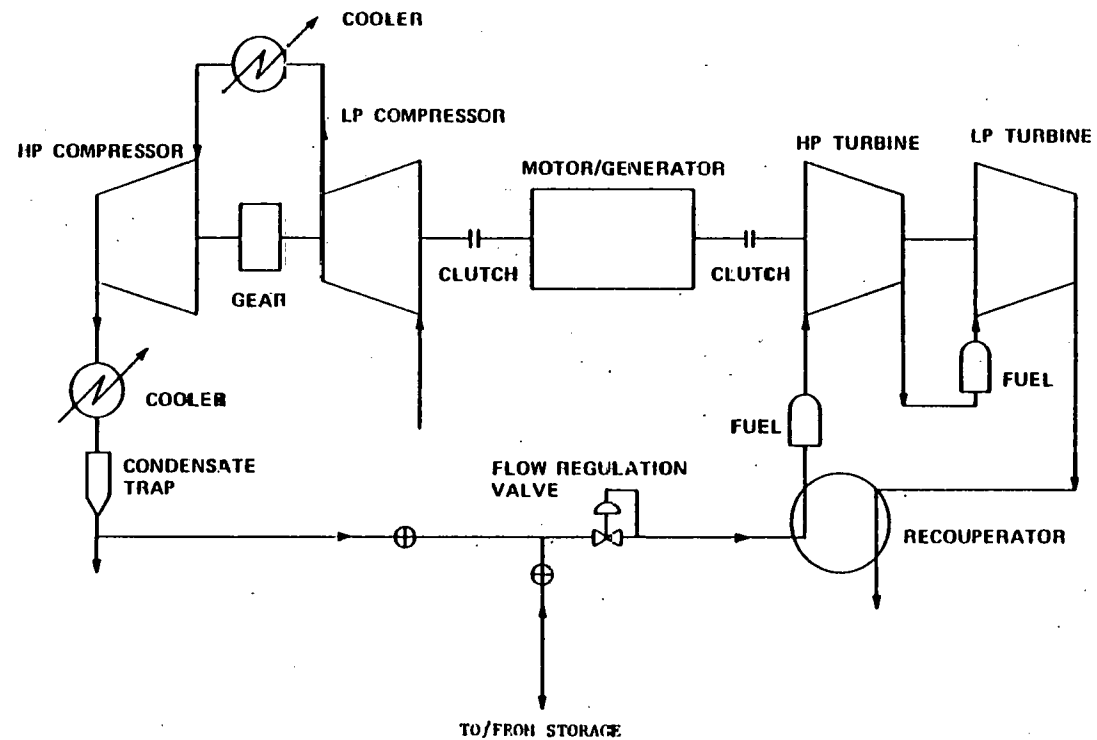 COOLER
LP COMPRESSOR
HP COMPRESSOR
HP TURBINE
LP TURBINE
MOTOR/GENERATOR
CLUTCH
CLUTCH
GEAR
COOLER
FUEL
FUEL
CONDENSATE
TRAP
FLOW REGULATION
VALVE
RECOUPERATOR
TO/FROM STORAGE